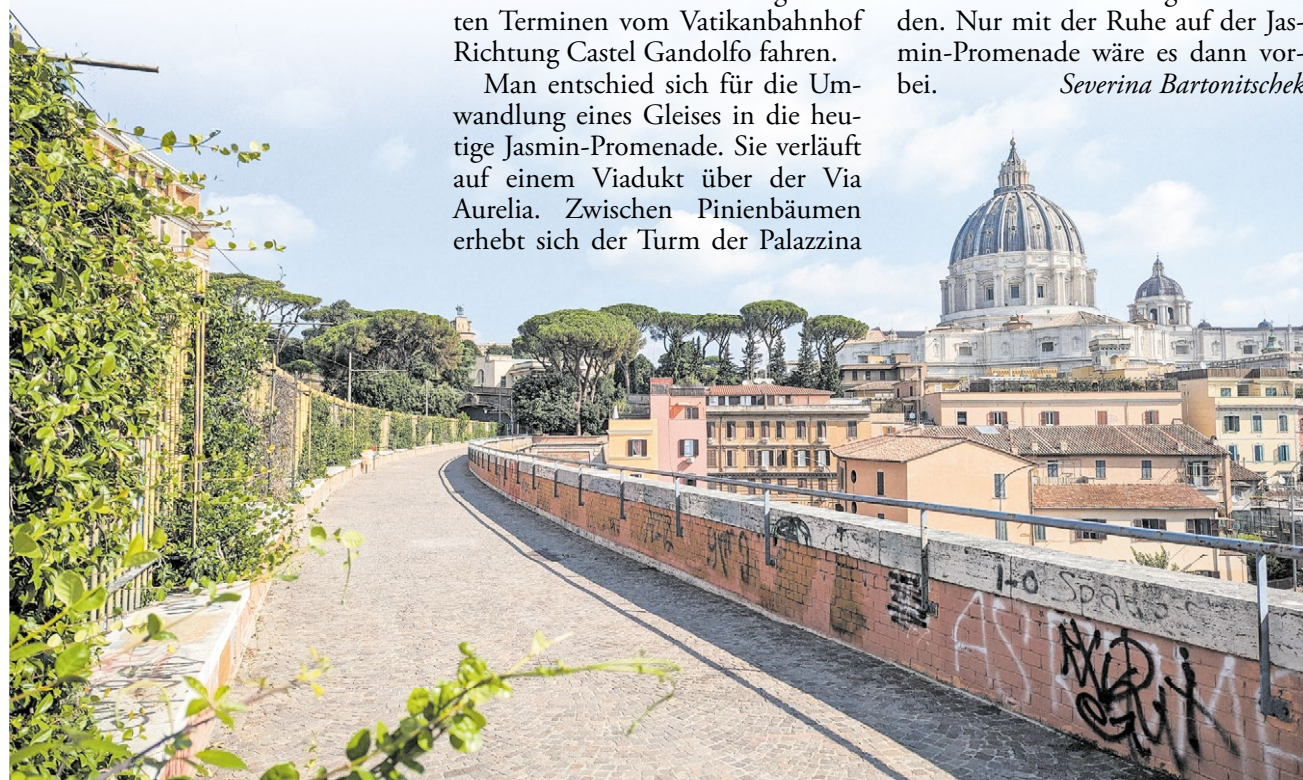 ten Terminen vom Vatikanbahnhof
Richtung Castel Gandolfo fahren.
Man entschied sich für die Um-
wandlung eines Gleises in die heu-
tige Jasmin-Promenade. Sie verläuft
auf einem Viadukt über der Via
Aurelia. Zwischen Pinienbäumen
erhebt sich der Turm der Palazzina
den. Nur mit der Ruhe auf der Jas-
min-Promenade wäre es dann vor-
bei. Severina Bartonitschek